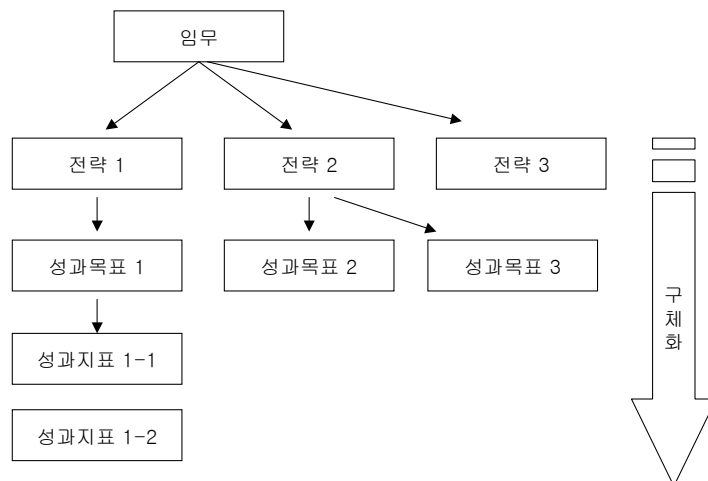 임무
전략 1
전략 2
전략 3
성과목표 1
성과목표 2
성과목표 3
구
체
화
성과지표 1-1
성과지표 1-2